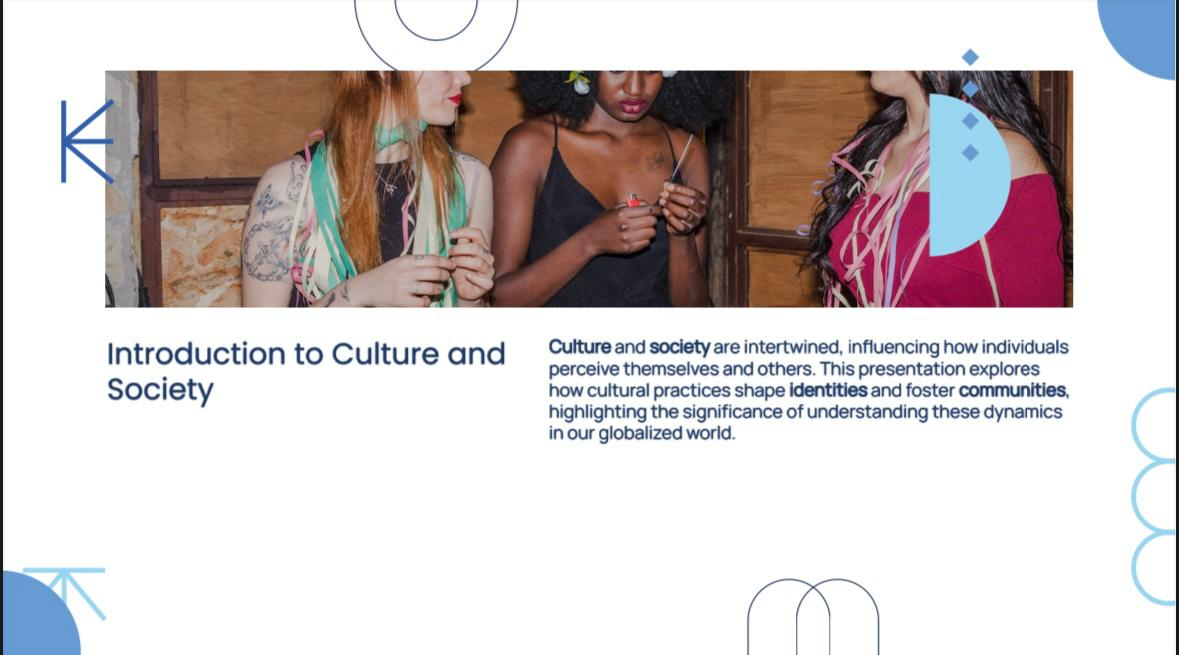 Introduction to Culture and
Society
Culture and society are intertwined, influencing how individuals
perceive themselves and others. This presentation explores
how cultural practices shape identities and foster communities,
highlighting the significance of understanding these dynamics
in our globalized world.